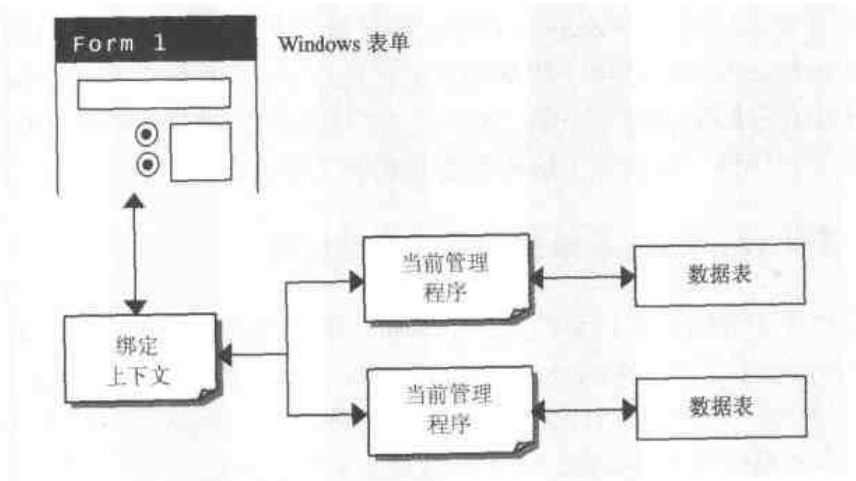 Form 1
Windows 表单
当前管理
程序
数据表
绑定
上下文
当前管理
程序
数据表